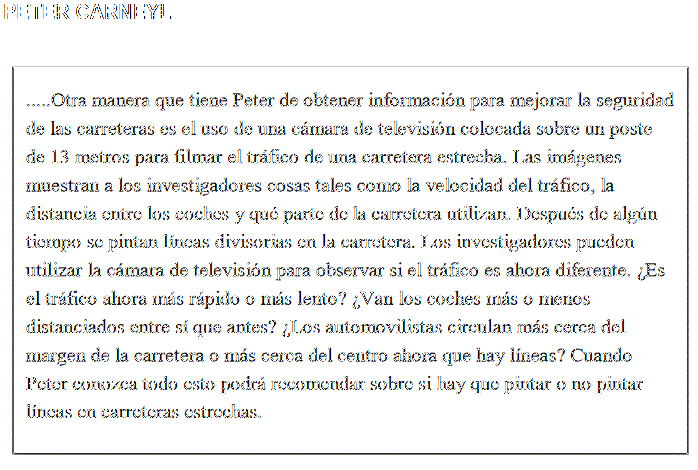 PETER CARNEYL
.....Otra manera que tiene Peter de obtener información para mejorar la seguridad
de las carreteras es el uso de una cámara de televisión colocada sobre un poste
de 13 metros para filmar el tráfico de una carretera estrecha. Las imágenes
muestran a los investigadores cosas tales como la velocidad del tráfico, la
distancia entre los coches y qué parte de la carretera utilizan. Después de algún
tiempo se pintan líneas divisorias en la carretera. Los investigadores pueden
utilizar la cámara de televisión para observar si el tráfico es ahora diferente. ¿Es
el tráfico ahora más rápido o más lento? ¿Van los coches más o menos
distanciados entre sí que antes? ¿Los automovilistas circulan más cerca del
margen de la carretera o más cerca del centro ahora que hay líneas? Cuando
Peter conozca todo esto podrá recomendar sobre si hay que pintar o no pintar
líneas en carreteras estrechas.